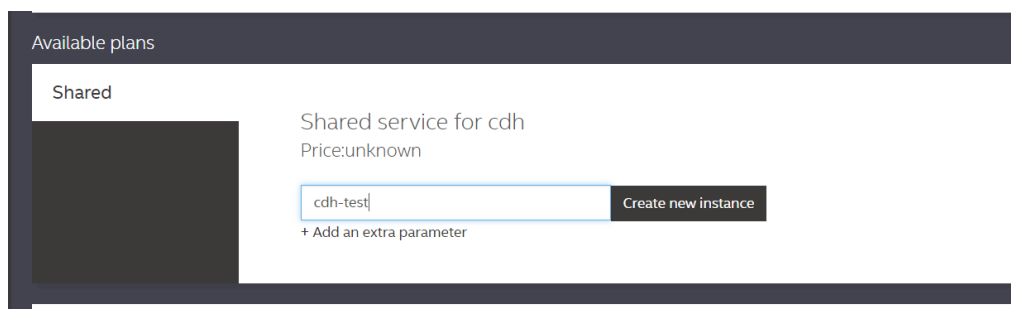 Available plans
Shared
Shared service for cdh
Price:unknown
cdh-test
Create new instance
+ Add an extra parameter